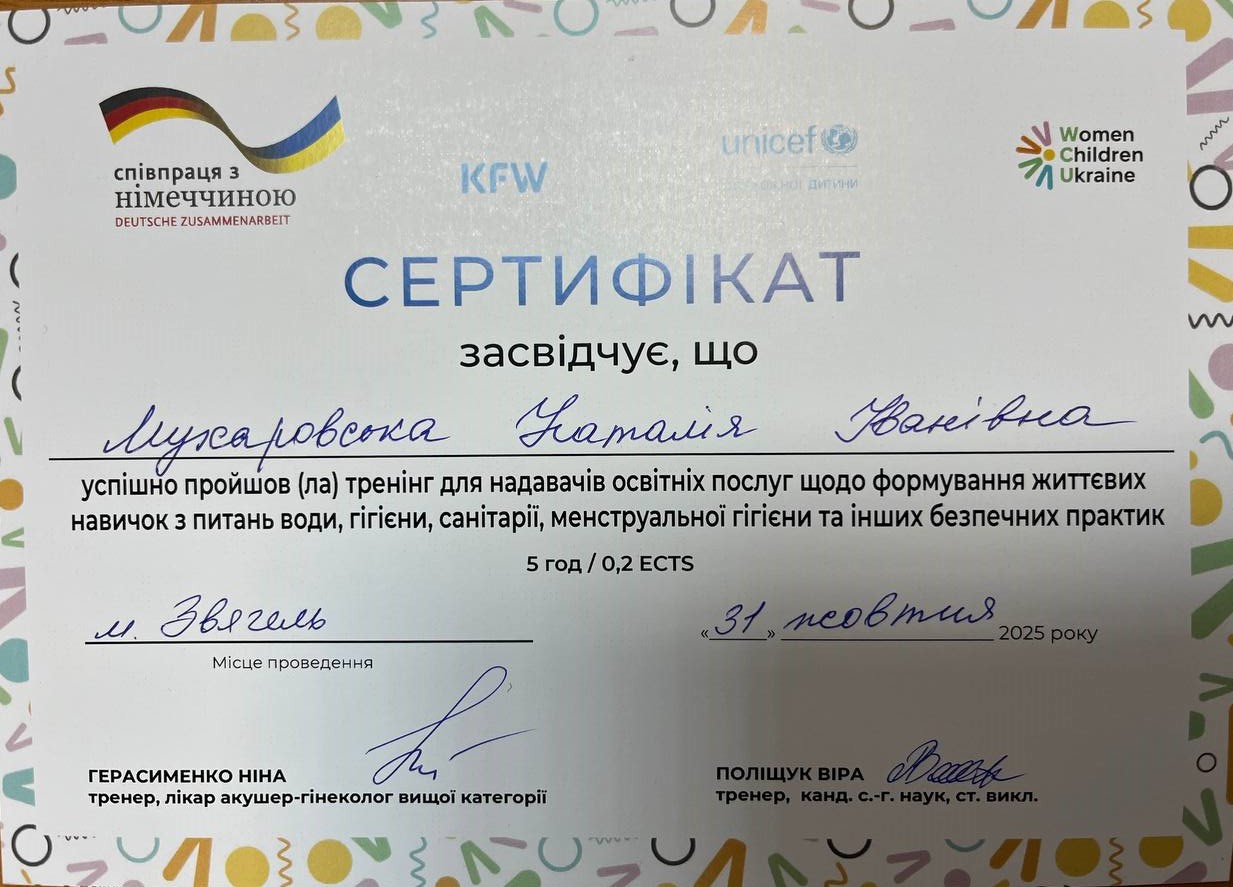 співпраця з
німеччиною
DEUTSCHE ZUSAMMENARBEIT
KFW
unicef
ДИТИНИ
Women
Children
Ukraine
СЕРТИФІКАТ
засвідчує, що
Мухаровська Наталія Іванівна
успішно пройшов (ла) тренінг для надавачів освітніх послуг щодо формування життєвих
навичок з питань води, гігієни, санітарії, менструальної гігієни та інших безпечних практик
5 год / 0,2 ECTS
м. Звягель
«31» жовтня 2025 року
Місце проведення
ГЕРАСИМЕНКО НІНА
тренер, лікар акушер-гінеколог вищої категорії
ПОЛІЩУК ВІРА
тренер, канд. с.-г. наук, ст. викл.